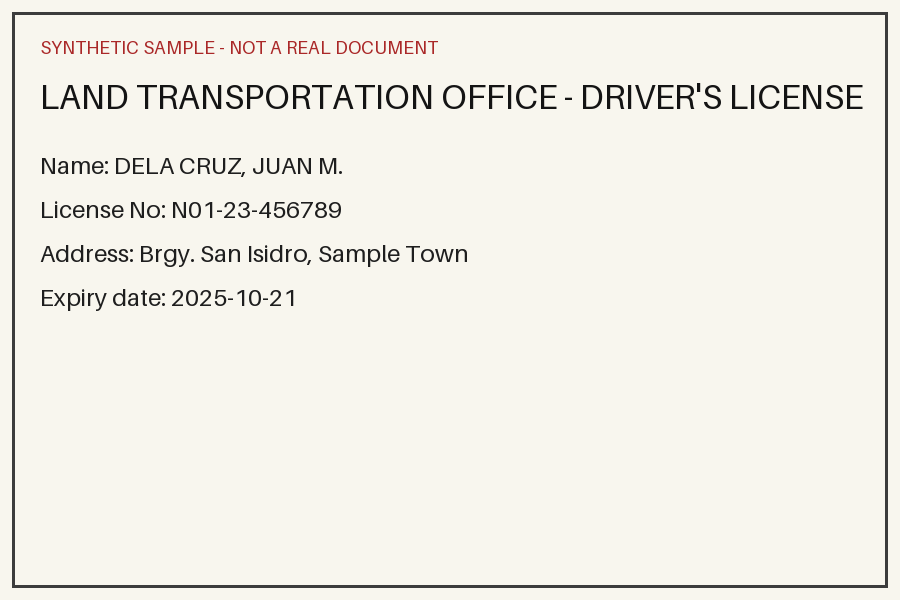 SYNTHETIC SAMPLE - NOT A REAL DOCUMENT
LAND TRANSPORTATION OFFICE - DRIVER'S LICENSE
Name: DELA CRUZ, JUAN M.
License No: N01-23-456789
Address: Brgy. San Isidro, Sample Town
Expiry date: 2025-10-21